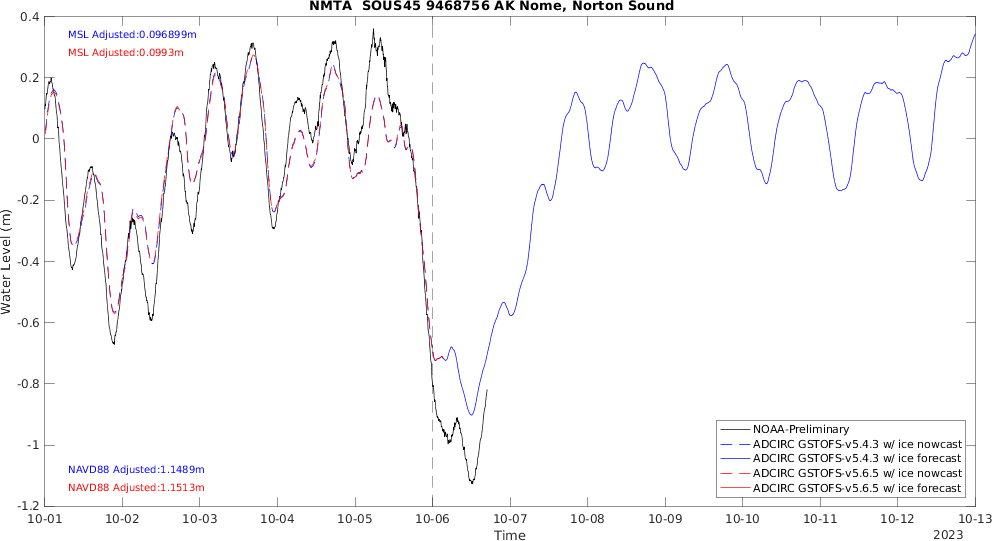 NMTA  SOUS45 9468756 AK Nome, Norton Sound
MSL Adjusted:0.096899m
MSL Adjusted:0.0993m
0.4
0.2
0
-0.2
-0.4
-0.6
-0.8
-1
-1.2
Water Level (m)
NAVD88 Adjusted:1.1489m
NAVD88 Adjusted:1.1513m
NOAA-Preliminary
ADCIRC GSTOFS-v5.4.3 w/ ice nowcast
ADCIRC GSTOFS-v5.4.3 w/ ice forecast
ADCIRC GSTOFS-v5.6.5 w/ ice nowcast
ADCIRC GSTOFS-v5.6.5 w/ ice forecast
10-01 10-02 10-03 10-04 10-05 10-06 10-07 10-08 10-09 10-10 10-11 10-12 10-13
Time
2023